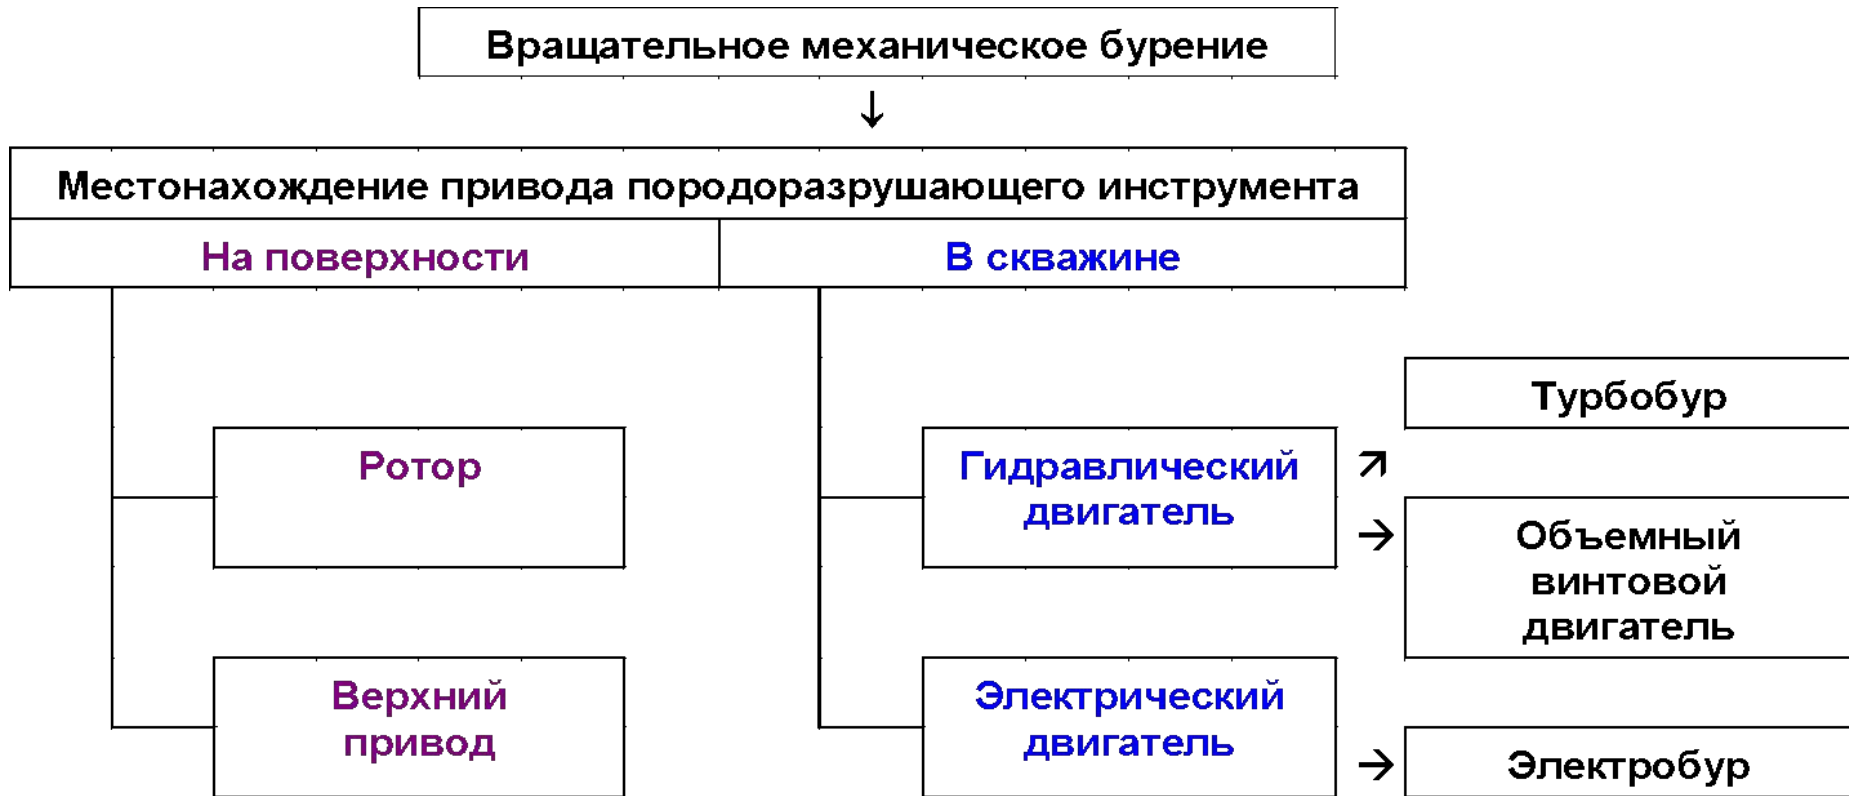 Вращательное механическое бурение
Местонахождение привода породоразрушающего инструмента
На поверхности
В скважине
Турбобур
Ротор
Гидравлический
двигатель
Объемный
винтовой
двигатель
Верхний
привод
Электрический
двигатель
Электробур